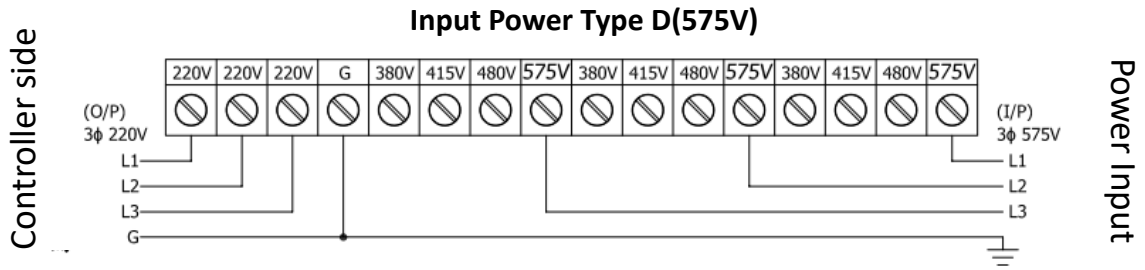 Input Power Type D(575V)
Controller side
220V 220V 220V G 380V 415V 480V 575V 380V 415V 480V 575V 380V 415V 480V 575V
(O/P)
3ϕ 220V
L1
L2
L3
G
(I/P)
3ϕ 575V
L1
L2
L3
Power Input